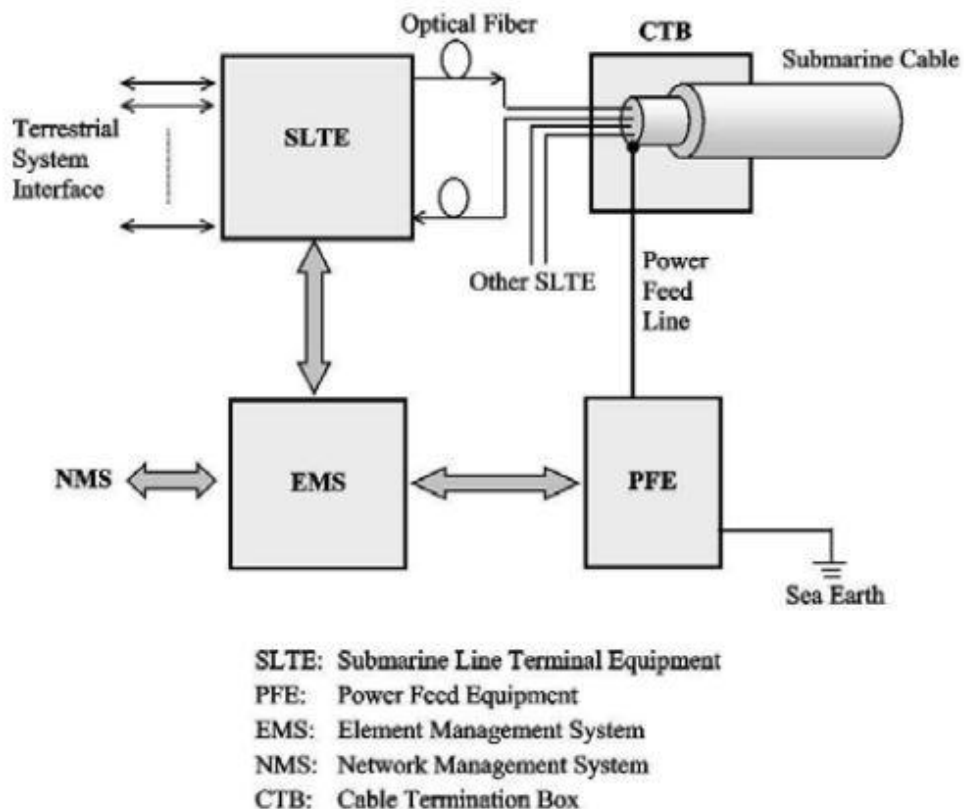 Optical Fiber
CTB
Submarine Cable
Terrestrial
System
Interface
SLTE
Other SLTE
Power
Feed
Line
NMS
EMS
PFE
Sea Earth
SLTE: Submarine Line Terminal Equipment
PFE: Power Feed Equipment
EMS: Element Management System
NMS: Network Management System
CTB: Cable Termination Box